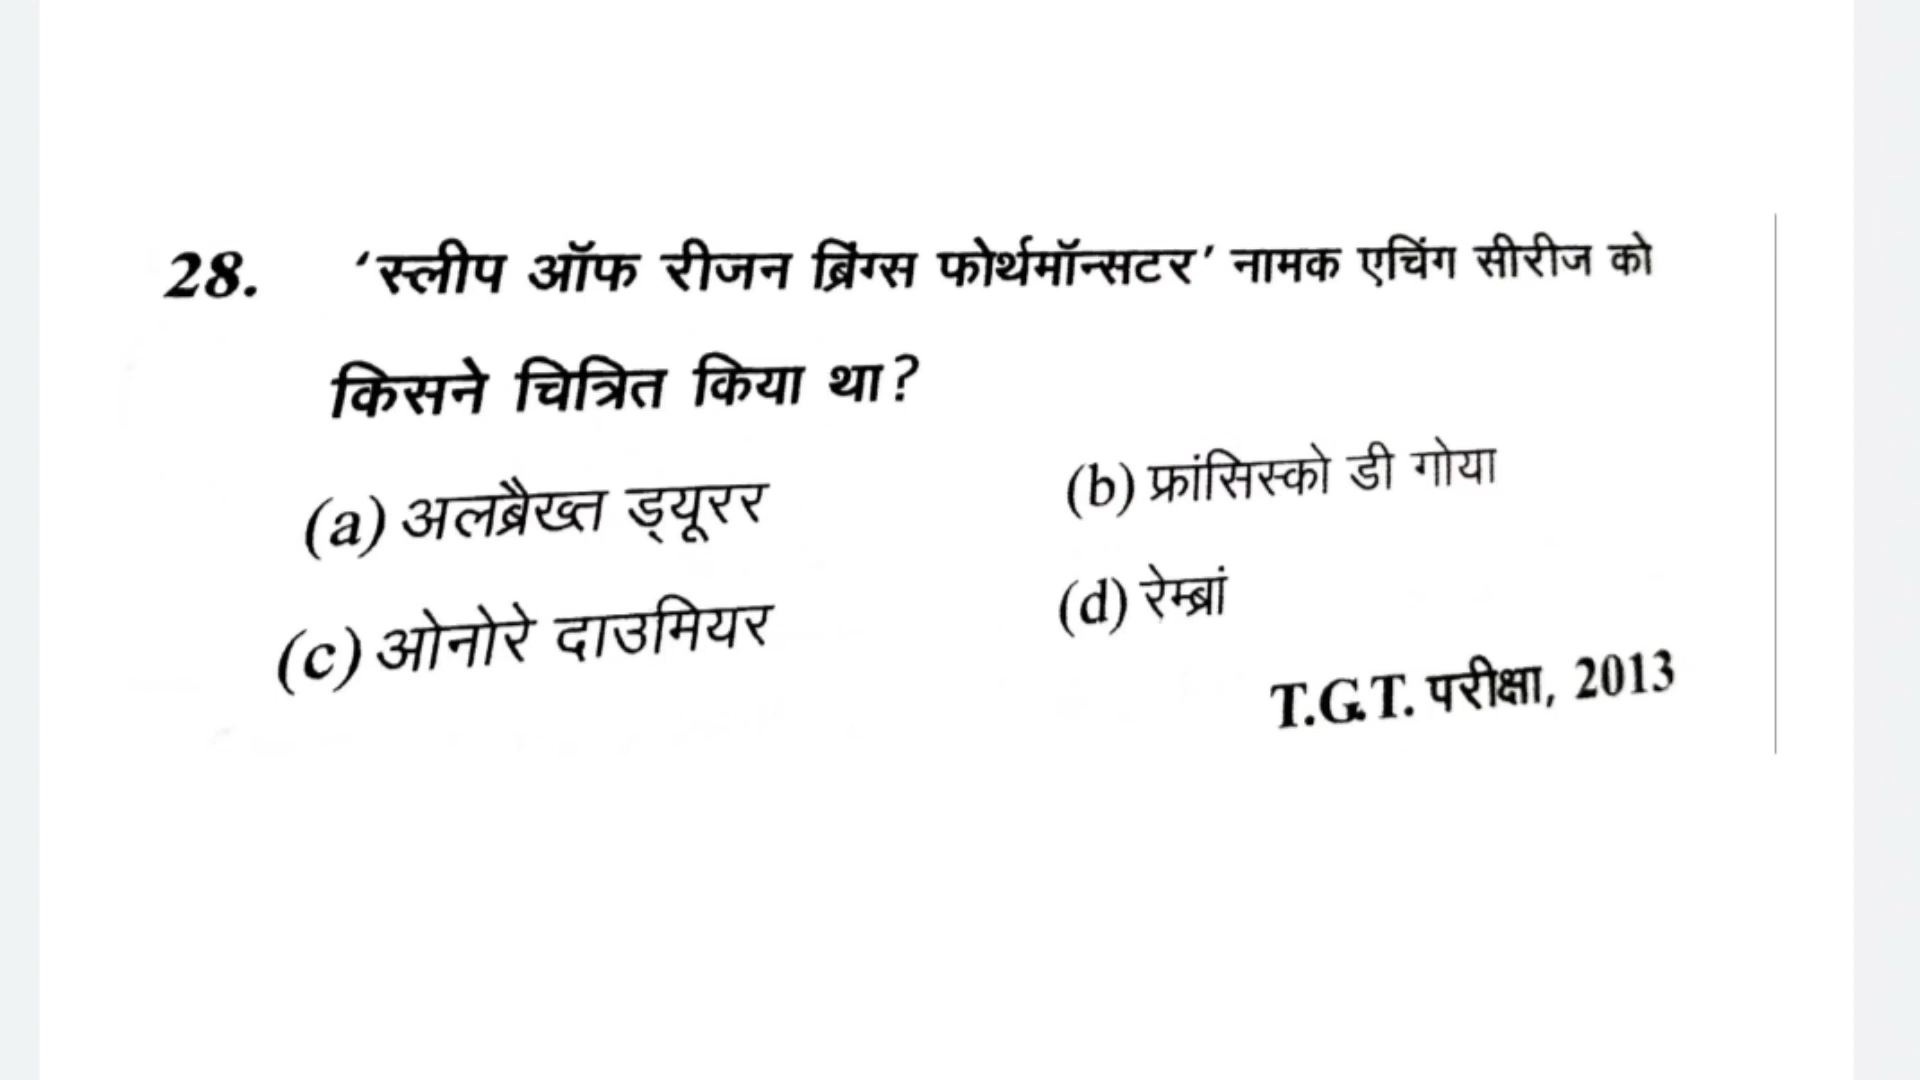 28. ‘स्लीप ऑफ रीजन ब्रिंग्स फोर्थमॉन्सटर’ नामक एचिंग सीरीज को
किसने चित्रित किया था?
(a) अलब्रैख्त ड्यूरर (b) फ्रांसिस्को डी गोया
(c) ओनोरे दाउमियर (d) रेम्ब्रां
T.G.T. परीक्षा, 2013